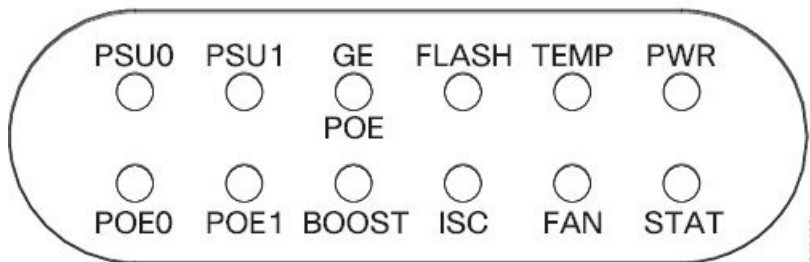 PSU0 PSU1 GE FLASH TEMP PWR
POE
POE0 POE1 BOOST ISC FAN STAT